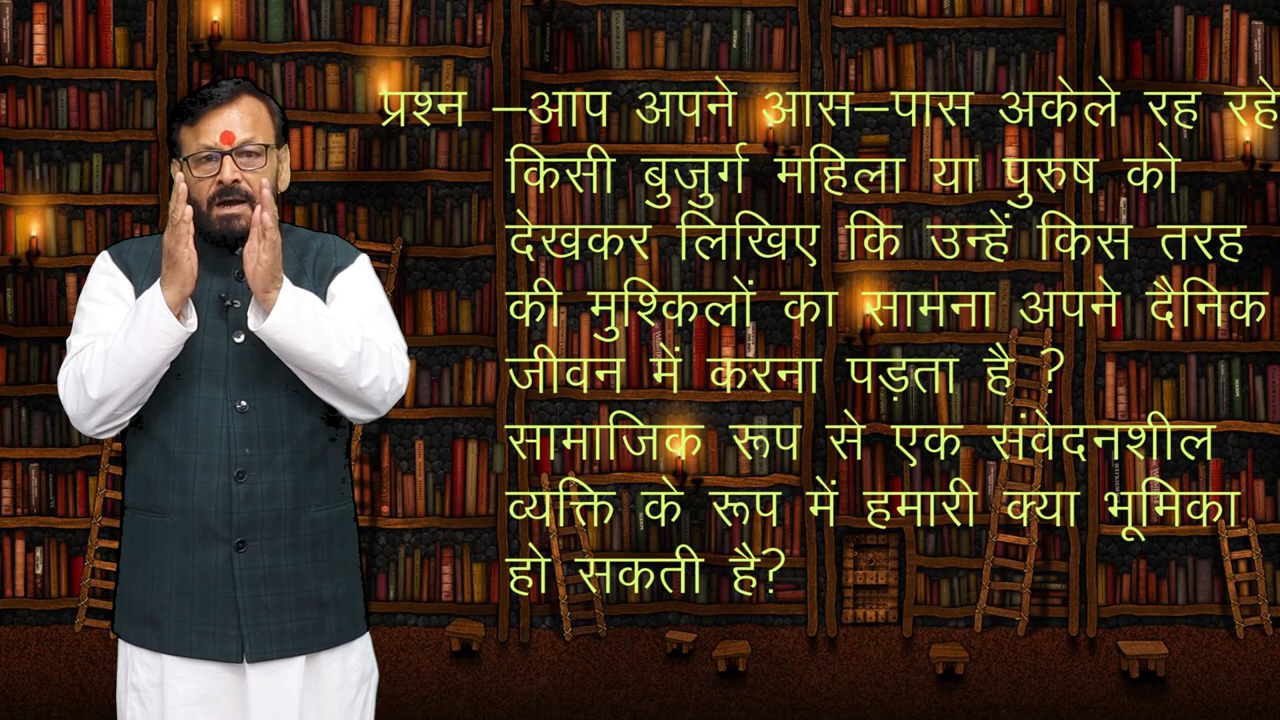 प्रश्न –आप अपने आस–पास अकेले रह रहे
किसी बुजुर्ग महिला या पुरुष को
देखकर लिखिए कि उन्हें किस तरह
की मुश्किलों का सामना अपने दैनिक
जीवन में करना पड़ता है ?
सामाजिक रूप से एक संवेदनशील
व्यक्ति के रूप में हमारी क्या भूमिका
हो सकती है?